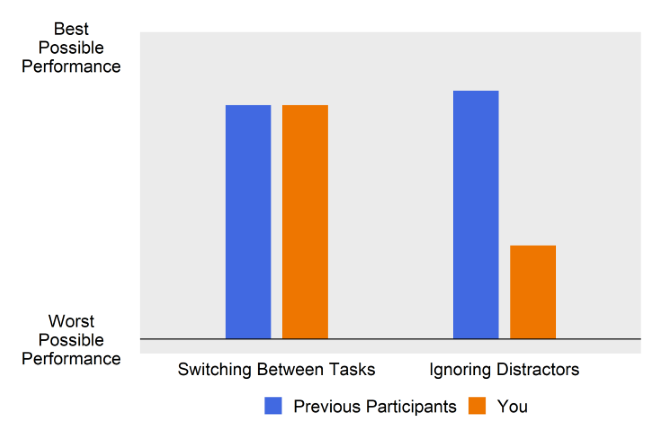 Best
Possible
Performance
Worst
Possible
Performance
Switching Between Tasks
Ignoring Distractors
Previous Participants
You